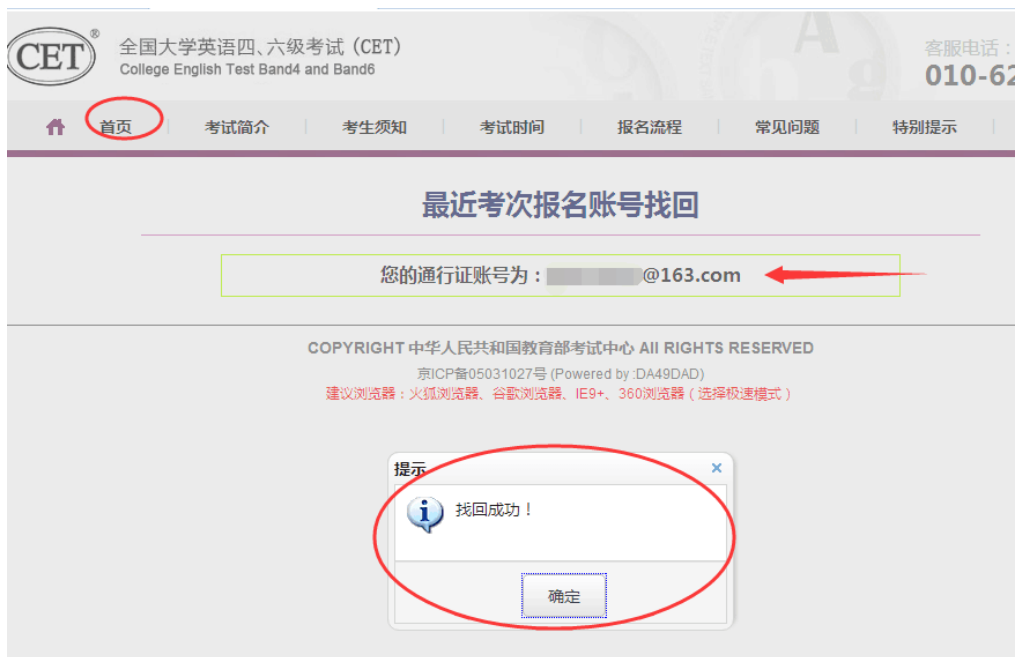 CET®
全国大学英语四、六级考试 (CET)
College English Test Band4 and Band6
客服电话：
010-62
首页 考试简介 考生须知 考试时间 报名流程 常见问题 特别提示
最近考次报名账号找回
您的通行证账号为：@163.com
COPYRIGHT 中华人民共和国教育部考试中心 All RIGHTS RESERVED
京ICP备05031027号 (Powered by :DA49DAD)
建议浏览器：火狐浏览器、谷歌浏览器、IE9+、360浏览器 ( 选择极速模式 )
提示
找回成功！
确定